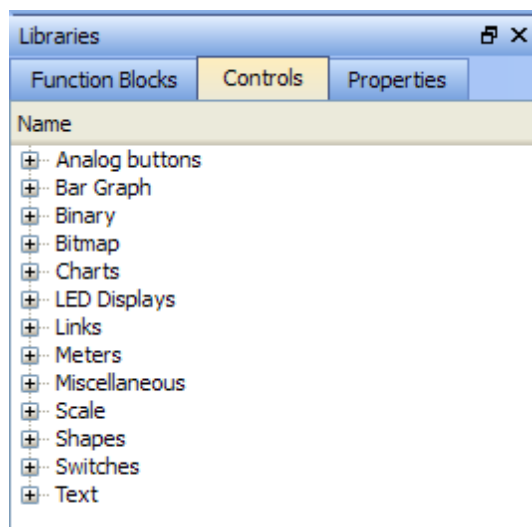 Libraries
Function Blocks Controls Properties
Name
Analog buttons
Bar Graph
Binary
Bitmap
Charts
LED Displays
Links
Meters
Miscellaneous
Scale
Shapes
Switches
Text